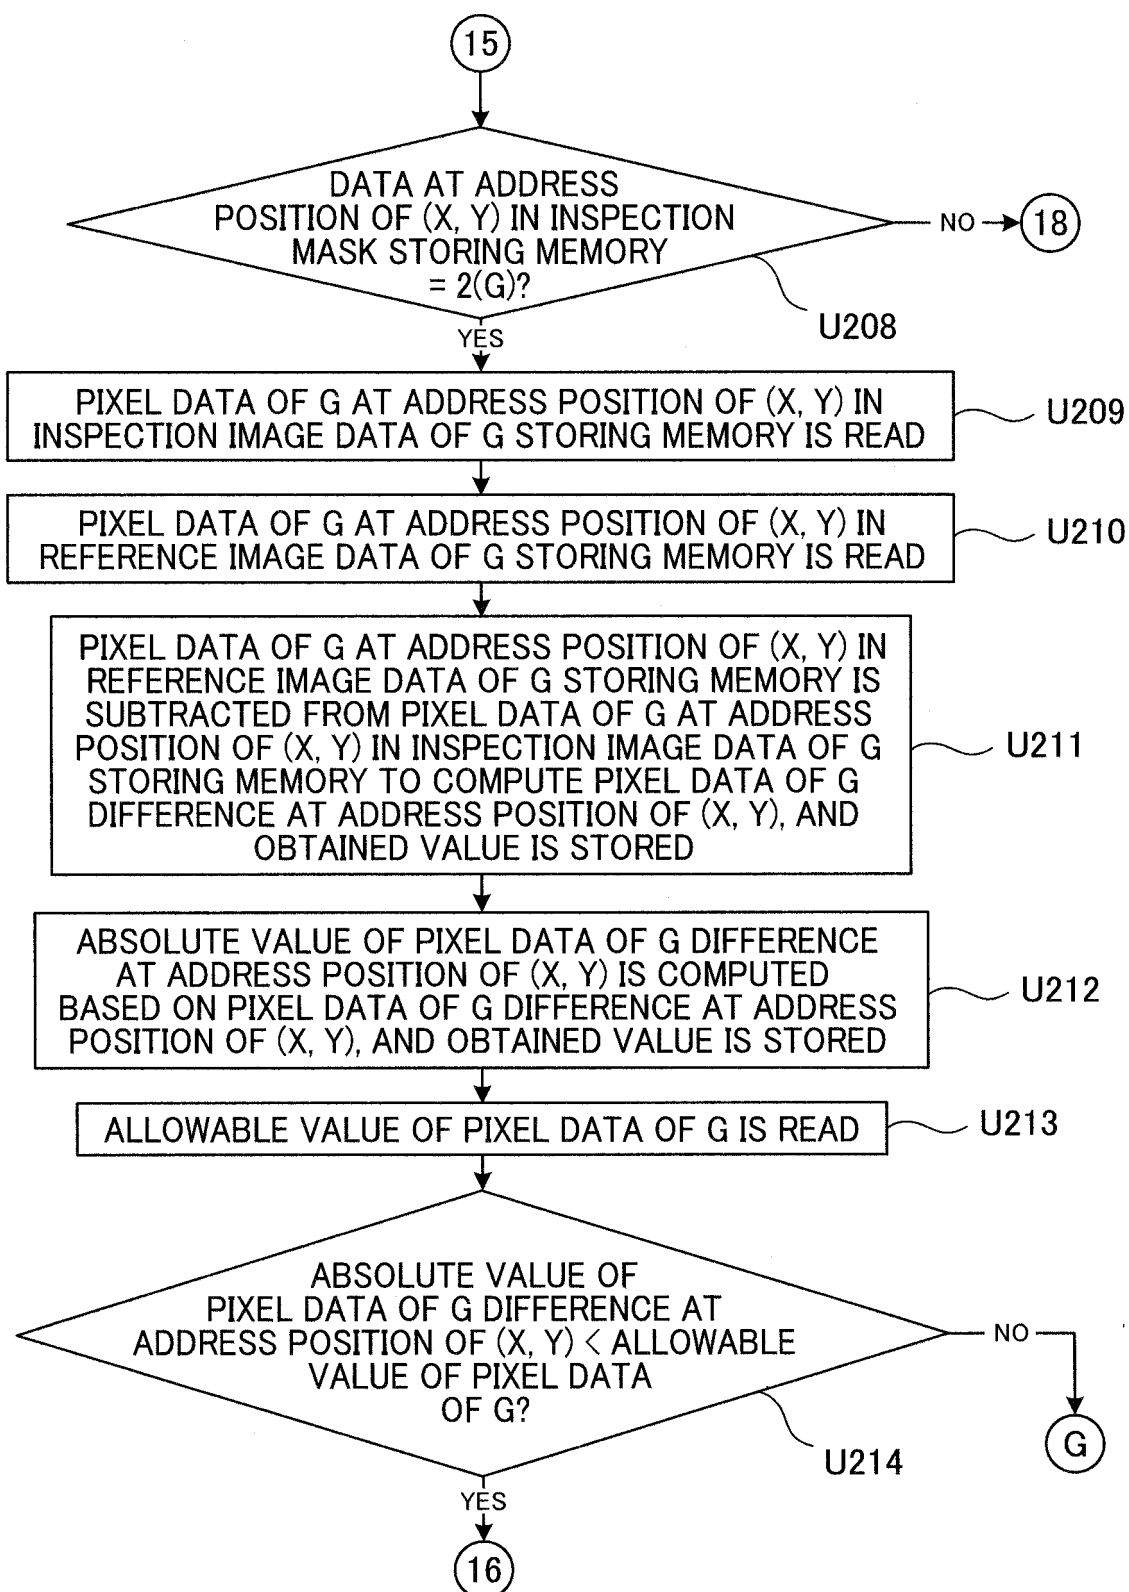 15
DATA AT ADDRESS
POSITION OF (X, Y) IN INSPECTION
MASK STORING MEMORY
= 2(G)?
NO
18
U208
YES
PIXEL DATA OF G AT ADDRESS POSITION OF (X, Y) IN
INSPECTION IMAGE DATA OF G STORING MEMORY IS READ
U209
PIXEL DATA OF G AT ADDRESS POSITION OF (X, Y) IN
REFERENCE IMAGE DATA OF G STORING MEMORY IS READ
U210
PIXEL DATA OF G AT ADDRESS POSITION OF (X, Y) IN
REFERENCE IMAGE DATA OF G STORING MEMORY IS
SUBTRACTED FROM PIXEL DATA OF G AT ADDRESS
POSITION OF (X, Y) IN INSPECTION IMAGE DATA OF G
STORING MEMORY TO COMPUTE PIXEL DATA OF G
DIFFERENCE AT ADDRESS POSITION OF (X, Y), AND
OBTAINED VALUE IS STORED
U211
ABSOLUTE VALUE OF PIXEL DATA OF G DIFFERENCE
AT ADDRESS POSITION OF (X, Y) IS COMPUTED
BASED ON PIXEL DATA OF G DIFFERENCE AT ADDRESS
POSITION OF (X, Y), AND OBTAINED VALUE IS STORED
U212
ALLOWABLE VALUE OF PIXEL DATA OF G IS READ
U213
ABSOLUTE VALUE OF
PIXEL DATA OF G DIFFERENCE AT
ADDRESS POSITION OF (X, Y) < ALLOWABLE
VALUE OF PIXEL DATA
OF G?
NO
G
U214
YES
16